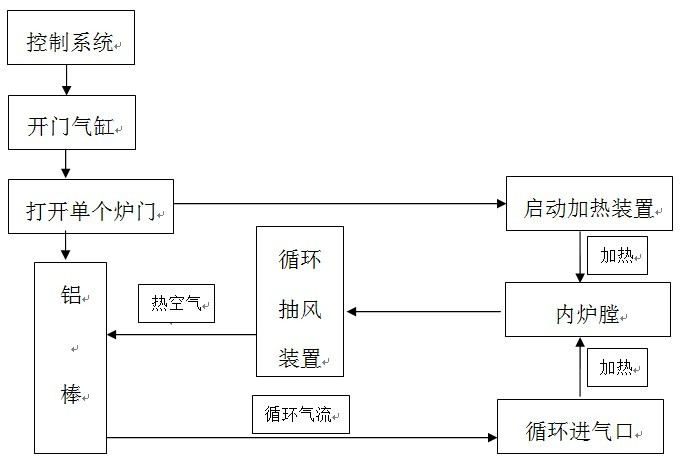 控制系统
开门气缸
打开单个炉门
启动加热装置
加热
循环
抽风
装置
热空气
铝
棒
内炉膛
加热
循环气流
循环进气口